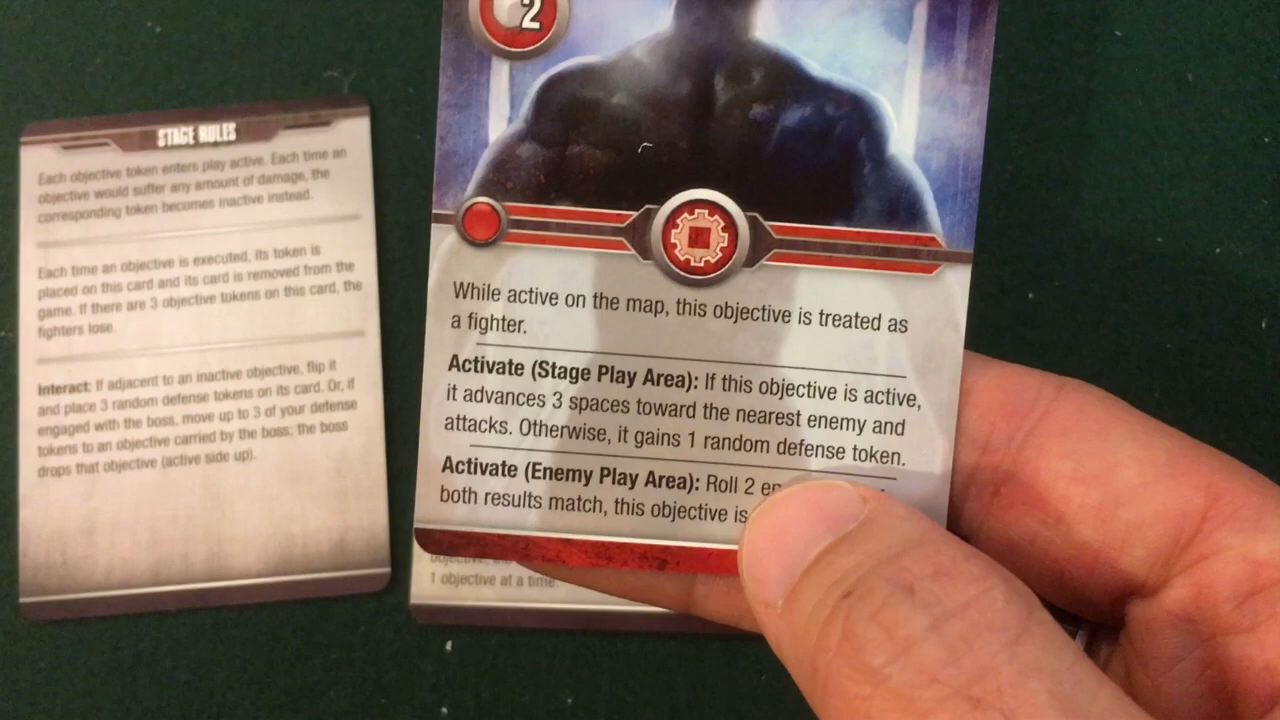 STAGE RULES
Each objective token enters play active. Each time an
objective would suffer any amount of damage, the
corresponding token becomes inactive instead.
Each time an objective is executed, its token is
placed on this card and its card is removed from the
game. If there are 3 objective tokens on this card, the
fighters lose.
Interact: If adjacent to an inactive objective, flip it
and place 3 random defense tokens on its card. Or, if
engaged with the boss, move up to 3 of your defense
tokens to an objective carried by the boss; the boss
drops that objective (active side up).
2
While active on the map, this objective is treated as
a fighter.
Activate (Stage Play Area): If this objective is active,
it advances 3 spaces toward the nearest enemy and
attacks. Otherwise, it gains 1 random defense token.
Activate (Enemy Play Area): Roll 2
both results match, this objective is
1 objective at a time.